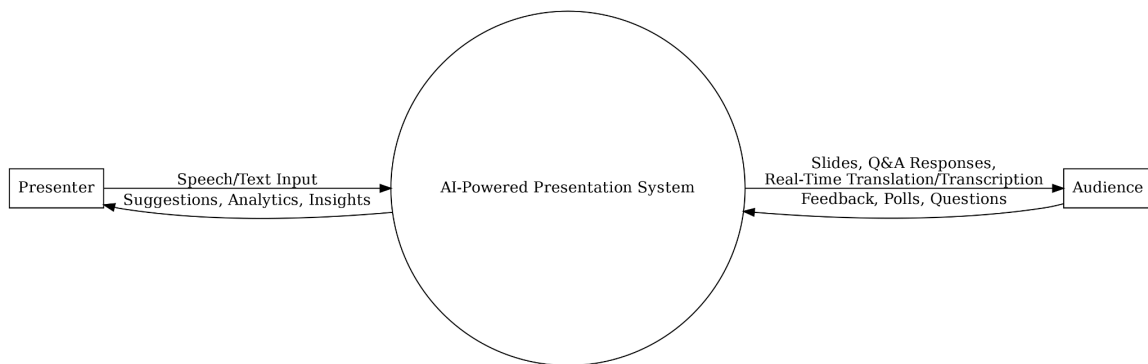 Presenter
Speech/Text Input
Suggestions, Analytics, Insights
AI-Powered Presentation System
Slides, Q&A Responses,
Real-Time Translation/Transcription
Feedback, Polls, Questions
Audience